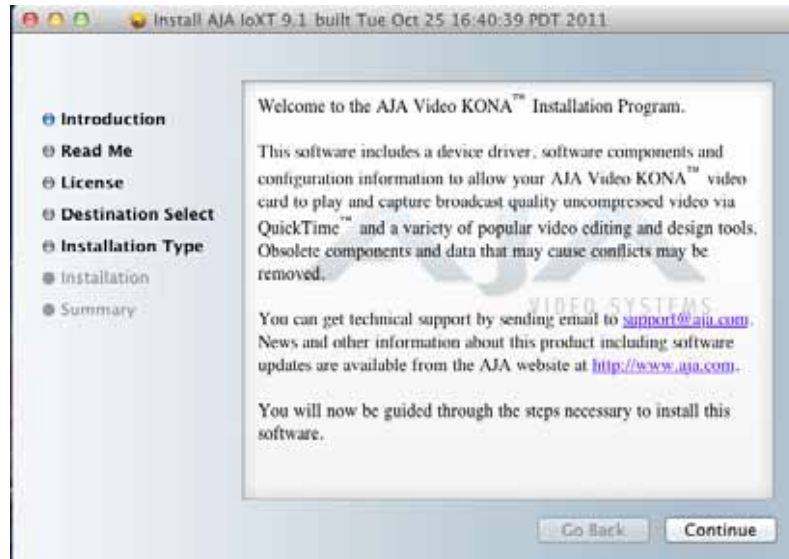 Install AJA IoXT 9.1 built Tue Oct 25 16:40:39 PDT 2011
Introduction
Read Me
License
Destination Select
Installation Type
Installation
Summary
Welcome to the AJA Video KONA™ Installation Program.
This software includes a device driver, software components and
configuration information to allow your AJA Video KONA™ video
card to play and capture broadcast quality uncompressed video via
QuickTime™ and a variety of popular video editing and design tools.
Obsolete components and data that may cause conflicts may be
removed.
You can get technical support by sending email to support@aja.com.
News and other information about this product including software
updates are available from the AJA website at http://www.aja.com.
You will now be guided through the steps necessary to install this
software.
AJA
VIDEO SYSTEMS
Go Back
Continue